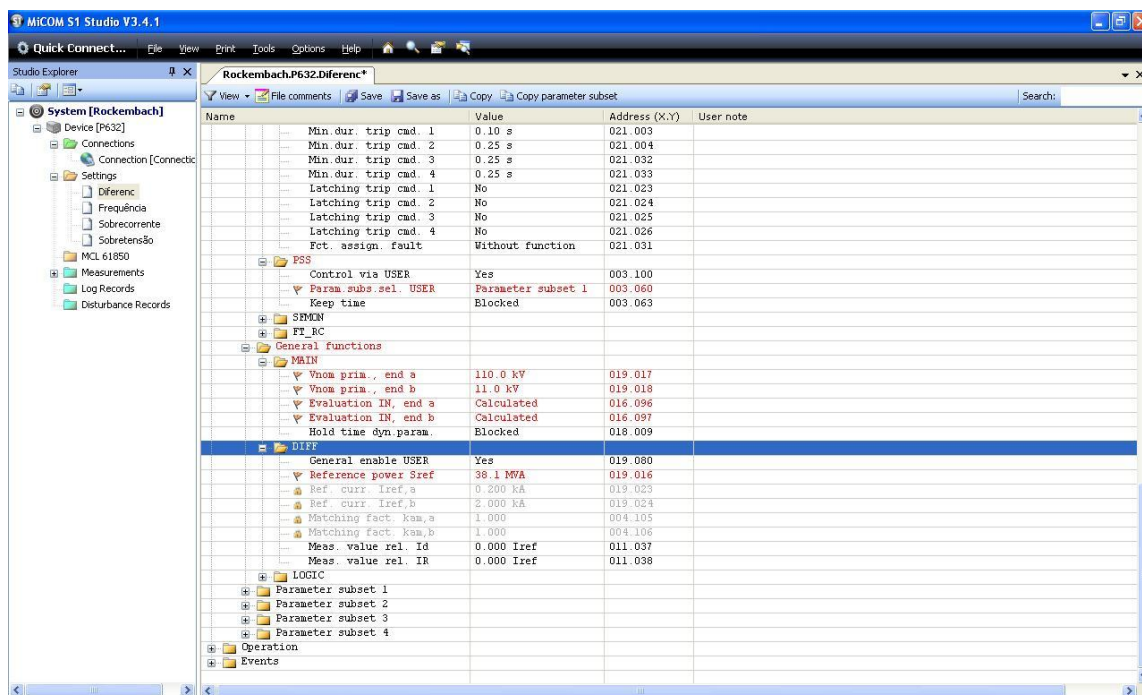 MiCOM S1 Studio V3.4.1
Quick Connect... File View Print Tools Options Help
Studio Explorer
System [Rockembach]
Device [P632]
Connections
Connection [Connectic
Settings
Diferenc
Frequência
Sobrecorrente
Sobretensão
MCL 61850
Measurements
Log Records
Disturbance Records
Rockembach.P632.Diferenc*
View File comments Save Save as Copy Copy parameter subset Search:
Name Value Address (X.Y) User note
Min.dur. trip cmd. 1 0.10 s 021.003
Min.dur. trip cmd. 2 0.25 s 021.004
Min.dur. trip cmd. 3 0.25 s 021.032
Min.dur. trip cmd. 4 0.25 s 021.033
Latching trip cmd. 1 No 021.023
Latching trip cmd. 2 No 021.024
Latching trip cmd. 3 No 021.025
Latching trip cmd. 4 No 021.026
Fct. assign. fault Without function 021.031
PSS
Control via USER Yes 003.100
Param.subs.sel. USER Parameter subset 1 003.060
Keep time Blocked 003.063
SFMON
FT_RC
General functions
MAIN
Vnom prim., end a 110.0 kV 019.017
Vnom prim., end b 11.0 kV 019.018
Evaluation IN, end a Calculated 016.096
Evaluation IN, end b Calculated 016.097
Hold time dyn.param. Blocked 018.009
DIFF
General enable USER Yes 019.080
Reference power Sref 38.1 MVA 019.016
Ref. curr. Iref,a 0.200 kA 019.023
Ref. curr. Iref,b 2.000 kA 019.024
Matching fact. kam,a 1.000 004.105
Matching fact. kam,b 1.000 004.106
Meas. value rel. Id 0.000 Iref 011.037
Meas. value rel. IR 0.000 Iref 011.038
LOGIC
Parameter subset 1
Parameter subset 2
Parameter subset 3
Parameter subset 4
Operation
Events